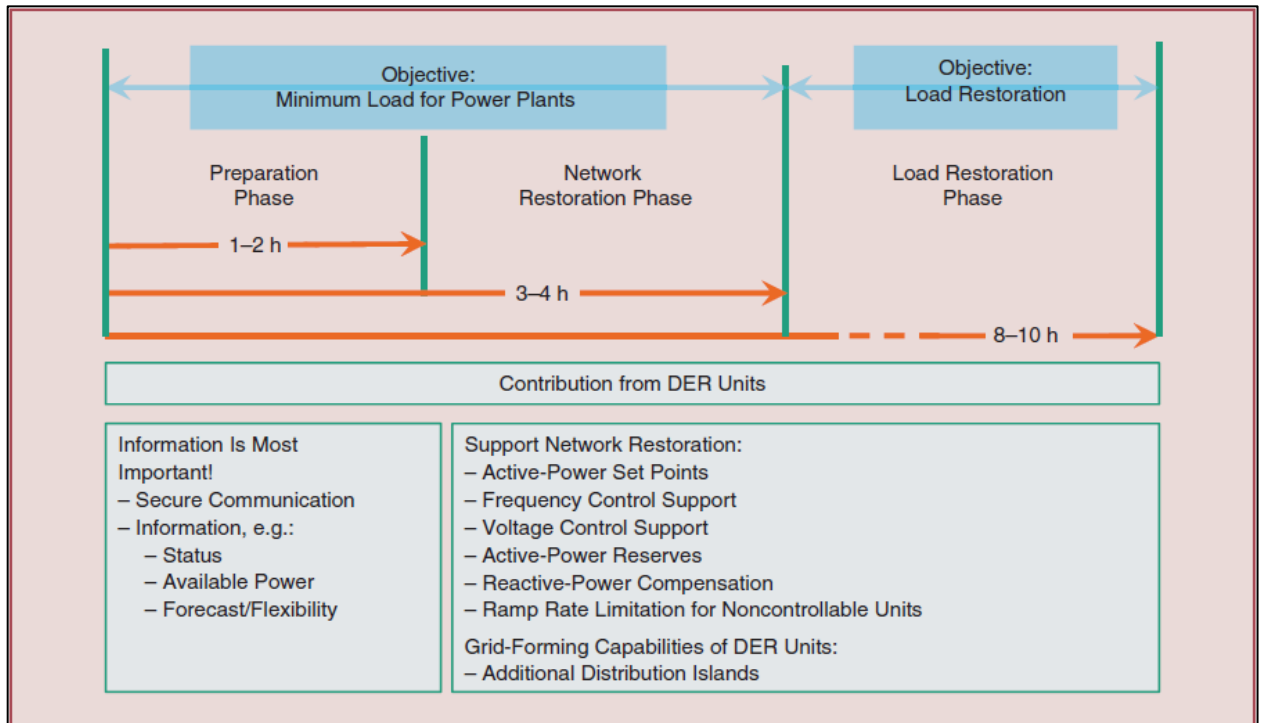 Objective:
Minimum Load for Power Plants
Objective:
Load Restoration
Preparation
Phase
Network
Restoration Phase
Load Restoration
Phase
1–2 h
3–4 h
8–10 h
Contribution from DER Units
Information Is Most
Important!
– Secure Communication
– Information, e.g.:
– Status
– Available Power
– Forecast/Flexibility
Support Network Restoration:
– Active-Power Set Points
– Frequency Control Support
– Voltage Control Support
– Active-Power Reserves
– Reactive-Power Compensation
– Ramp Rate Limitation for Noncontrollable Units
Grid-Forming Capabilities of DER Units:
– Additional Distribution Islands